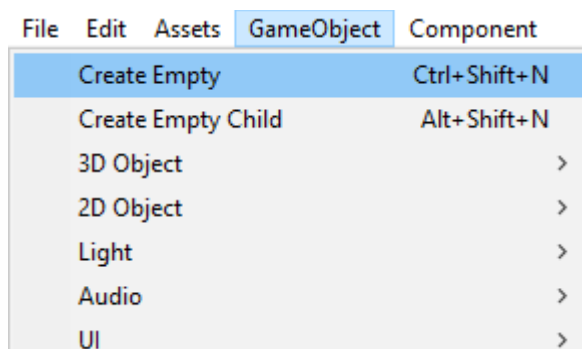 File Edit Assets GameObject Component
Create Empty Ctrl+Shift+N
Create Empty Child Alt+Shift+N
3D Object >
2D Object >
Light >
Audio >
UI >